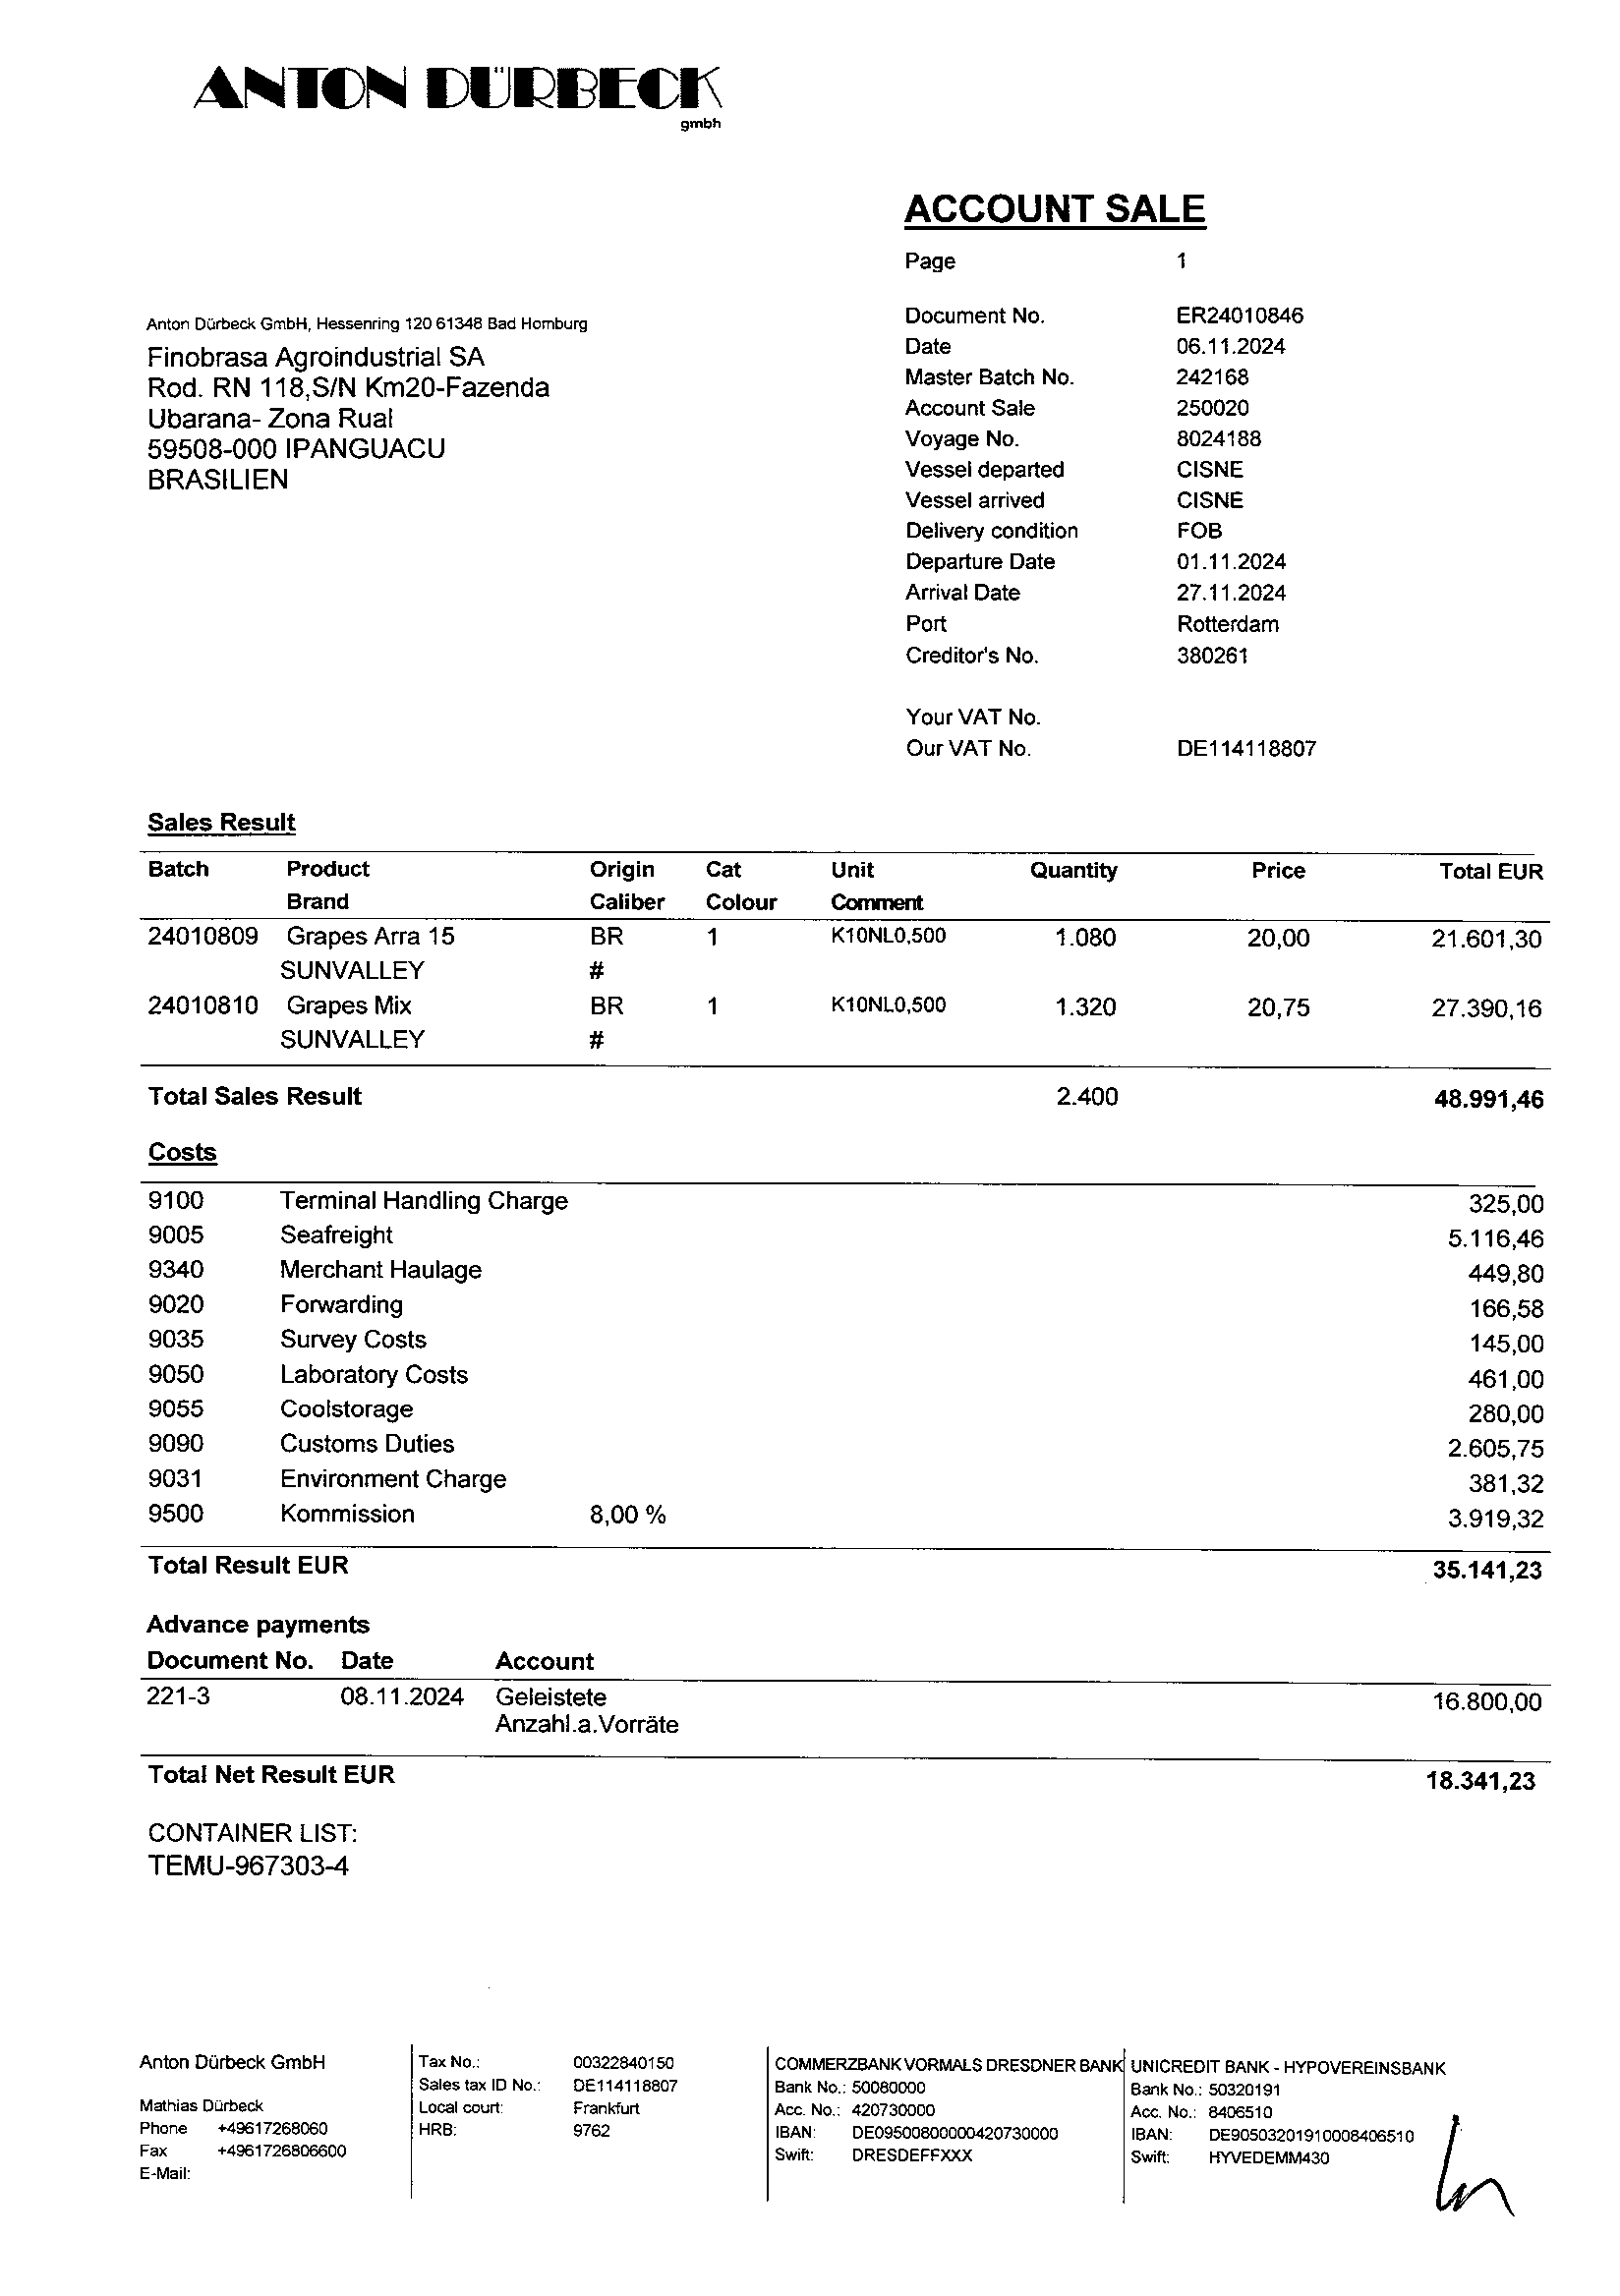 ANTON DÜRBECK
gmbh
ACCOUNT SALE
Page 1
Anton Dürbeck GmbH, Hessenring 120 61348 Bad Homburg
Finobrasa Agroindustrial SA
Rod. RN 118,S/N Km20-Fazenda
Ubarana- Zona Rual
59508-000 IPANGUACU
BRASILIEN
Document No. ER24010846
Date 06.11.2024
Master Batch No. 242168
Account Sale 250020
Voyage No. 8024188
Vessel departed CISNE
Vessel arrived CISNE
Delivery condition FOB
Departure Date 01.11.2024
Arrival Date 27.11.2024
Port Rotterdam
Creditor's No. 380261
Your VAT No.
Our VAT No. DE114118807
Sales Result
Batch Product Origin Cat Unit Quantity Price Total EUR
Brand Caliber Colour Comment
24010809 Grapes Arra 15 BR 1 K10NL0,500 1.080 20,00 21.601,30
SUNVALLEY #
24010810 Grapes Mix BR 1 K10NL0,500 1.320 20,75 27.390,16
SUNVALLEY #
Total Sales Result 2.400 48.991,46
Costs
9100 Terminal Handling Charge 325,00
9005 Seafreight 5.116,46
9340 Merchant Haulage 449,80
9020 Forwarding 166,58
9035 Survey Costs 145,00
9050 Laboratory Costs 461,00
9055 Coolstorage 280,00
9090 Customs Duties 2.605,75
9031 Environment Charge 381,32
9500 Kommission 8,00 % 3.919,32
Total Result EUR 35.141,23
Advance payments
Document No. Date Account
221-3 08.11.2024 Geleistete 16.800,00
Anzahl.a.Vorräte
Total Net Result EUR 18.341,23
CONTAINER LIST:
TEMU-967303-4
Anton Dürbeck GmbH
Mathias Dürbeck
Phone +49617268060
Fax +4961726806600
E-Mail:
Tax No.: 00322840150
Sales tax ID No.: DE114118807
Local court: Frankfurt
HRB: 9762
COMMERZBANK VORMALS DRESDNER BANK
Bank No.: 50080000
Acc. No.: 420730000
IBAN: DE09500800000420730000
Swift: DRESDEFFXXX
UNICREDIT BANK - HYPOVEREINSBANK
Bank No.: 50320191
Acc. No.: 8406510
IBAN: DE90503201910008406510
Swift: HYVEDEMM430